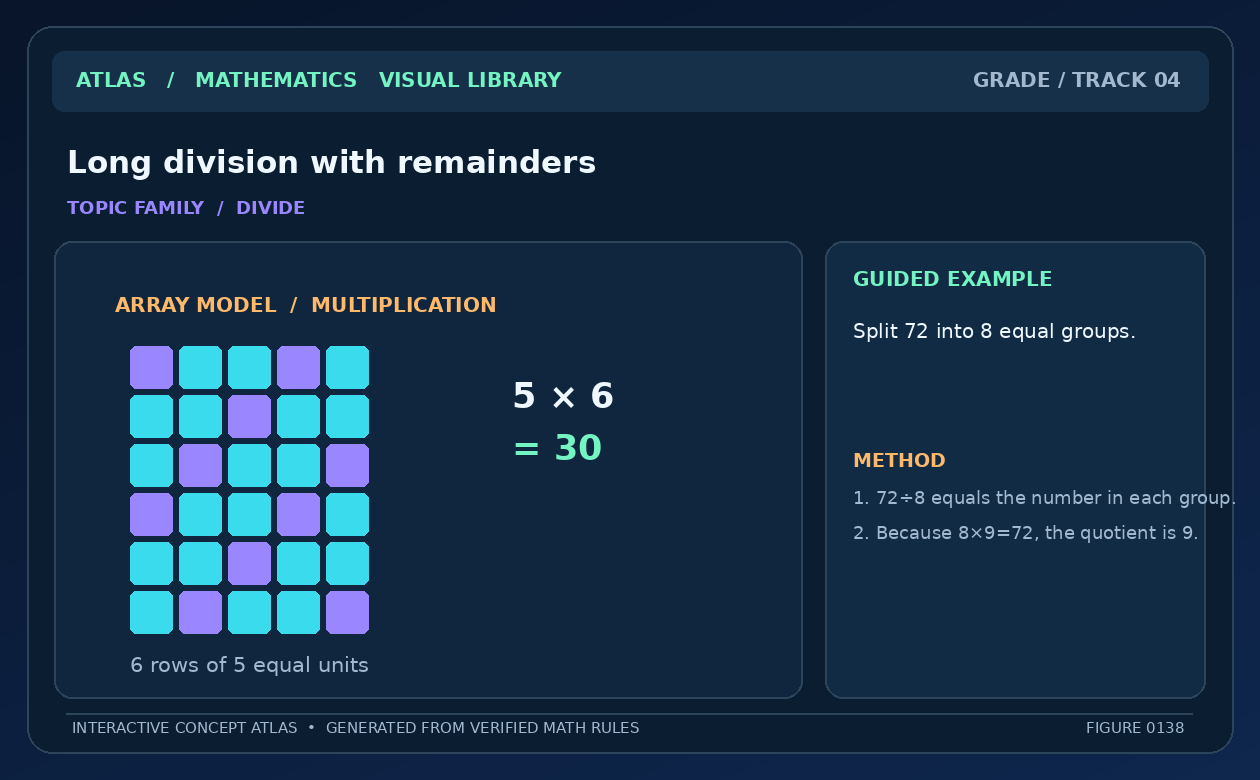 ATLAS / MATHEMATICS VISUAL LIBRARY
GRADE / TRACK 04
Long division with remainders
TOPIC FAMILY / DIVIDE
ARRAY MODEL / MULTIPLICATION
5 × 6
= 30
6 rows of 5 equal units
GUIDED EXAMPLE
Split 72 into 8 equal groups.
METHOD
1. 72÷8 equals the number in each group.
2. Because 8×9=72, the quotient is 9.
INTERACTIVE CONCEPT ATLAS • GENERATED FROM VERIFIED MATH RULES
FIGURE 0138